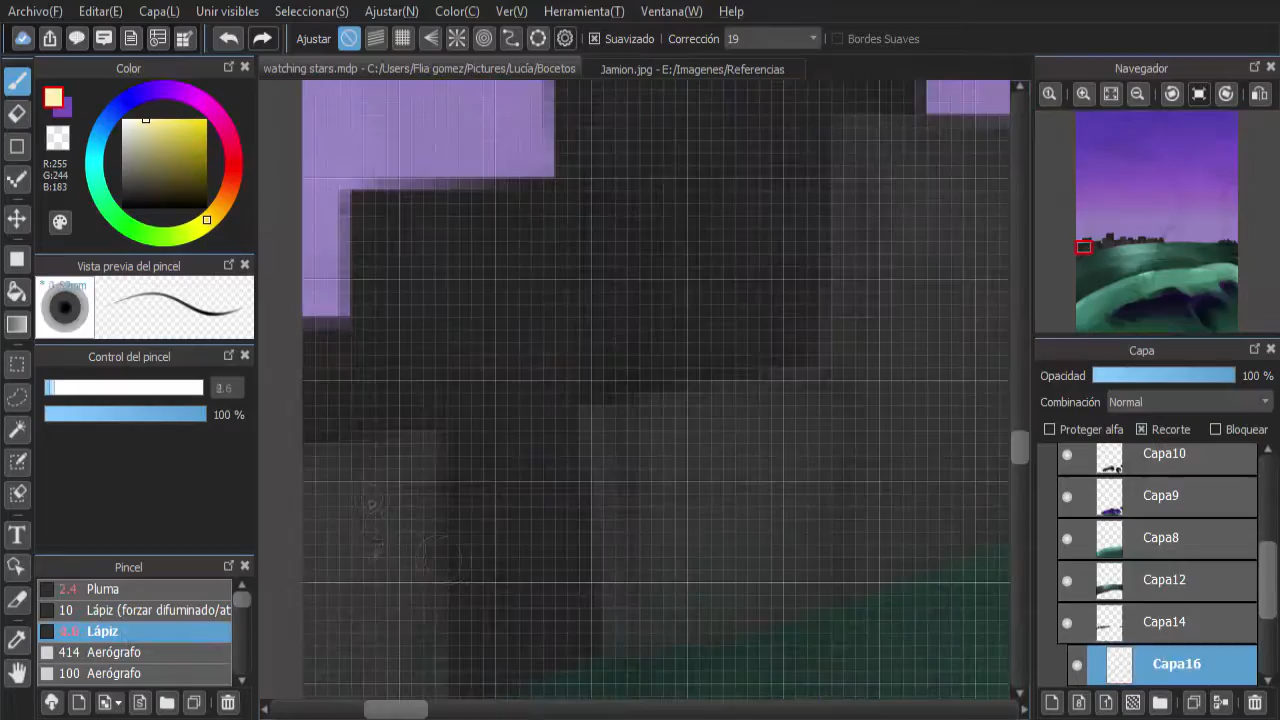 Archivo(F) Editar(E) Capa(L) Unir visibles Seleccionar(S) Ajustar(N) Color(C) Ver(V) Herramienta(T) Ventana(W) Help
Ajustar Suavizado Corrección 19 Bordes Suaves
Color
watching stars.mdp - C:/Users/Flia gomez/Pictures/Lucía/Bocetos
Jamion.jpg - E:/Imagenes/Referencias
Navegador
R:255
G:244
B:183
Vista previa del pincel
Control del pincel
100 %
Capa
Opacidad 100 %
Combinación Normal
Proteger alfa Recorte Bloquear
Capa10
Capa9
Capa8
Capa12
Capa14
Capa16
Pincel
2.4 Pluma
10 Lápiz (forzar difuminado/at
Lápiz
414 Aerógrafo
100 Aerógrafo